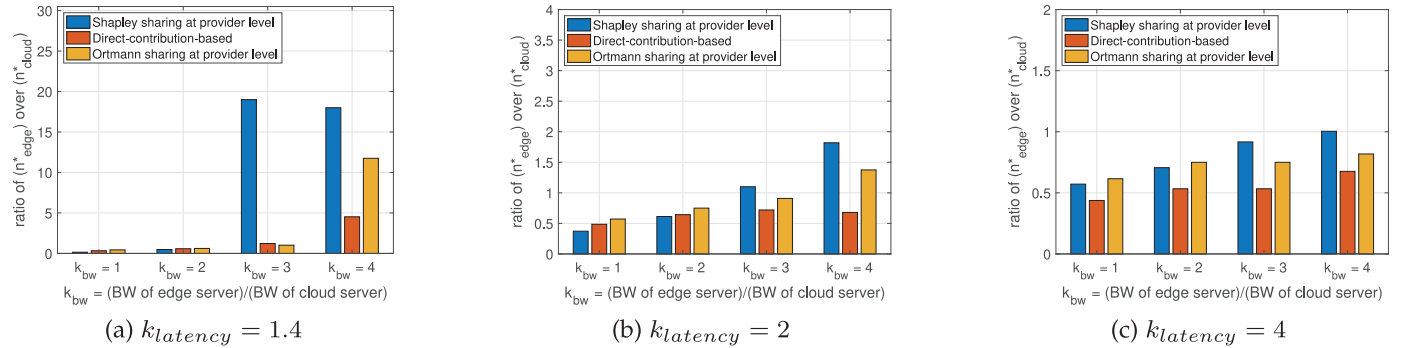 30
25
20
15
10
5
0
ratio of (n*edge) over (n*cloud)
Shapley sharing at provider level
Direct-contribution-based
Ortmann sharing at provider level
kbw = 1 kbw = 2 kbw = 3 kbw = 4
kbw = (BW of edge server)/(BW of cloud server)
(a) klatency = 1.4
4
3.5
3
2.5
2
1.5
1
0.5
0
ratio of (n*edge) over (n*cloud)
Shapley sharing at provider level
Direct-contribution-based
Ortmann sharing at provider level
kbw = 1 kbw = 2 kbw = 3 kbw = 4
kbw = (BW of edge server)/(BW of cloud server)
(b) klatency = 2
2
1.5
1
0.5
0
ratio of (n*edge) over (n*cloud)
Shapley sharing at provider level
Direct-contribution-based
Ortmann sharing at provider level
kbw = 1 kbw = 2 kbw = 3 kbw = 4
kbw = (BW of edge server)/(BW of cloud server)
(c) klatency = 4